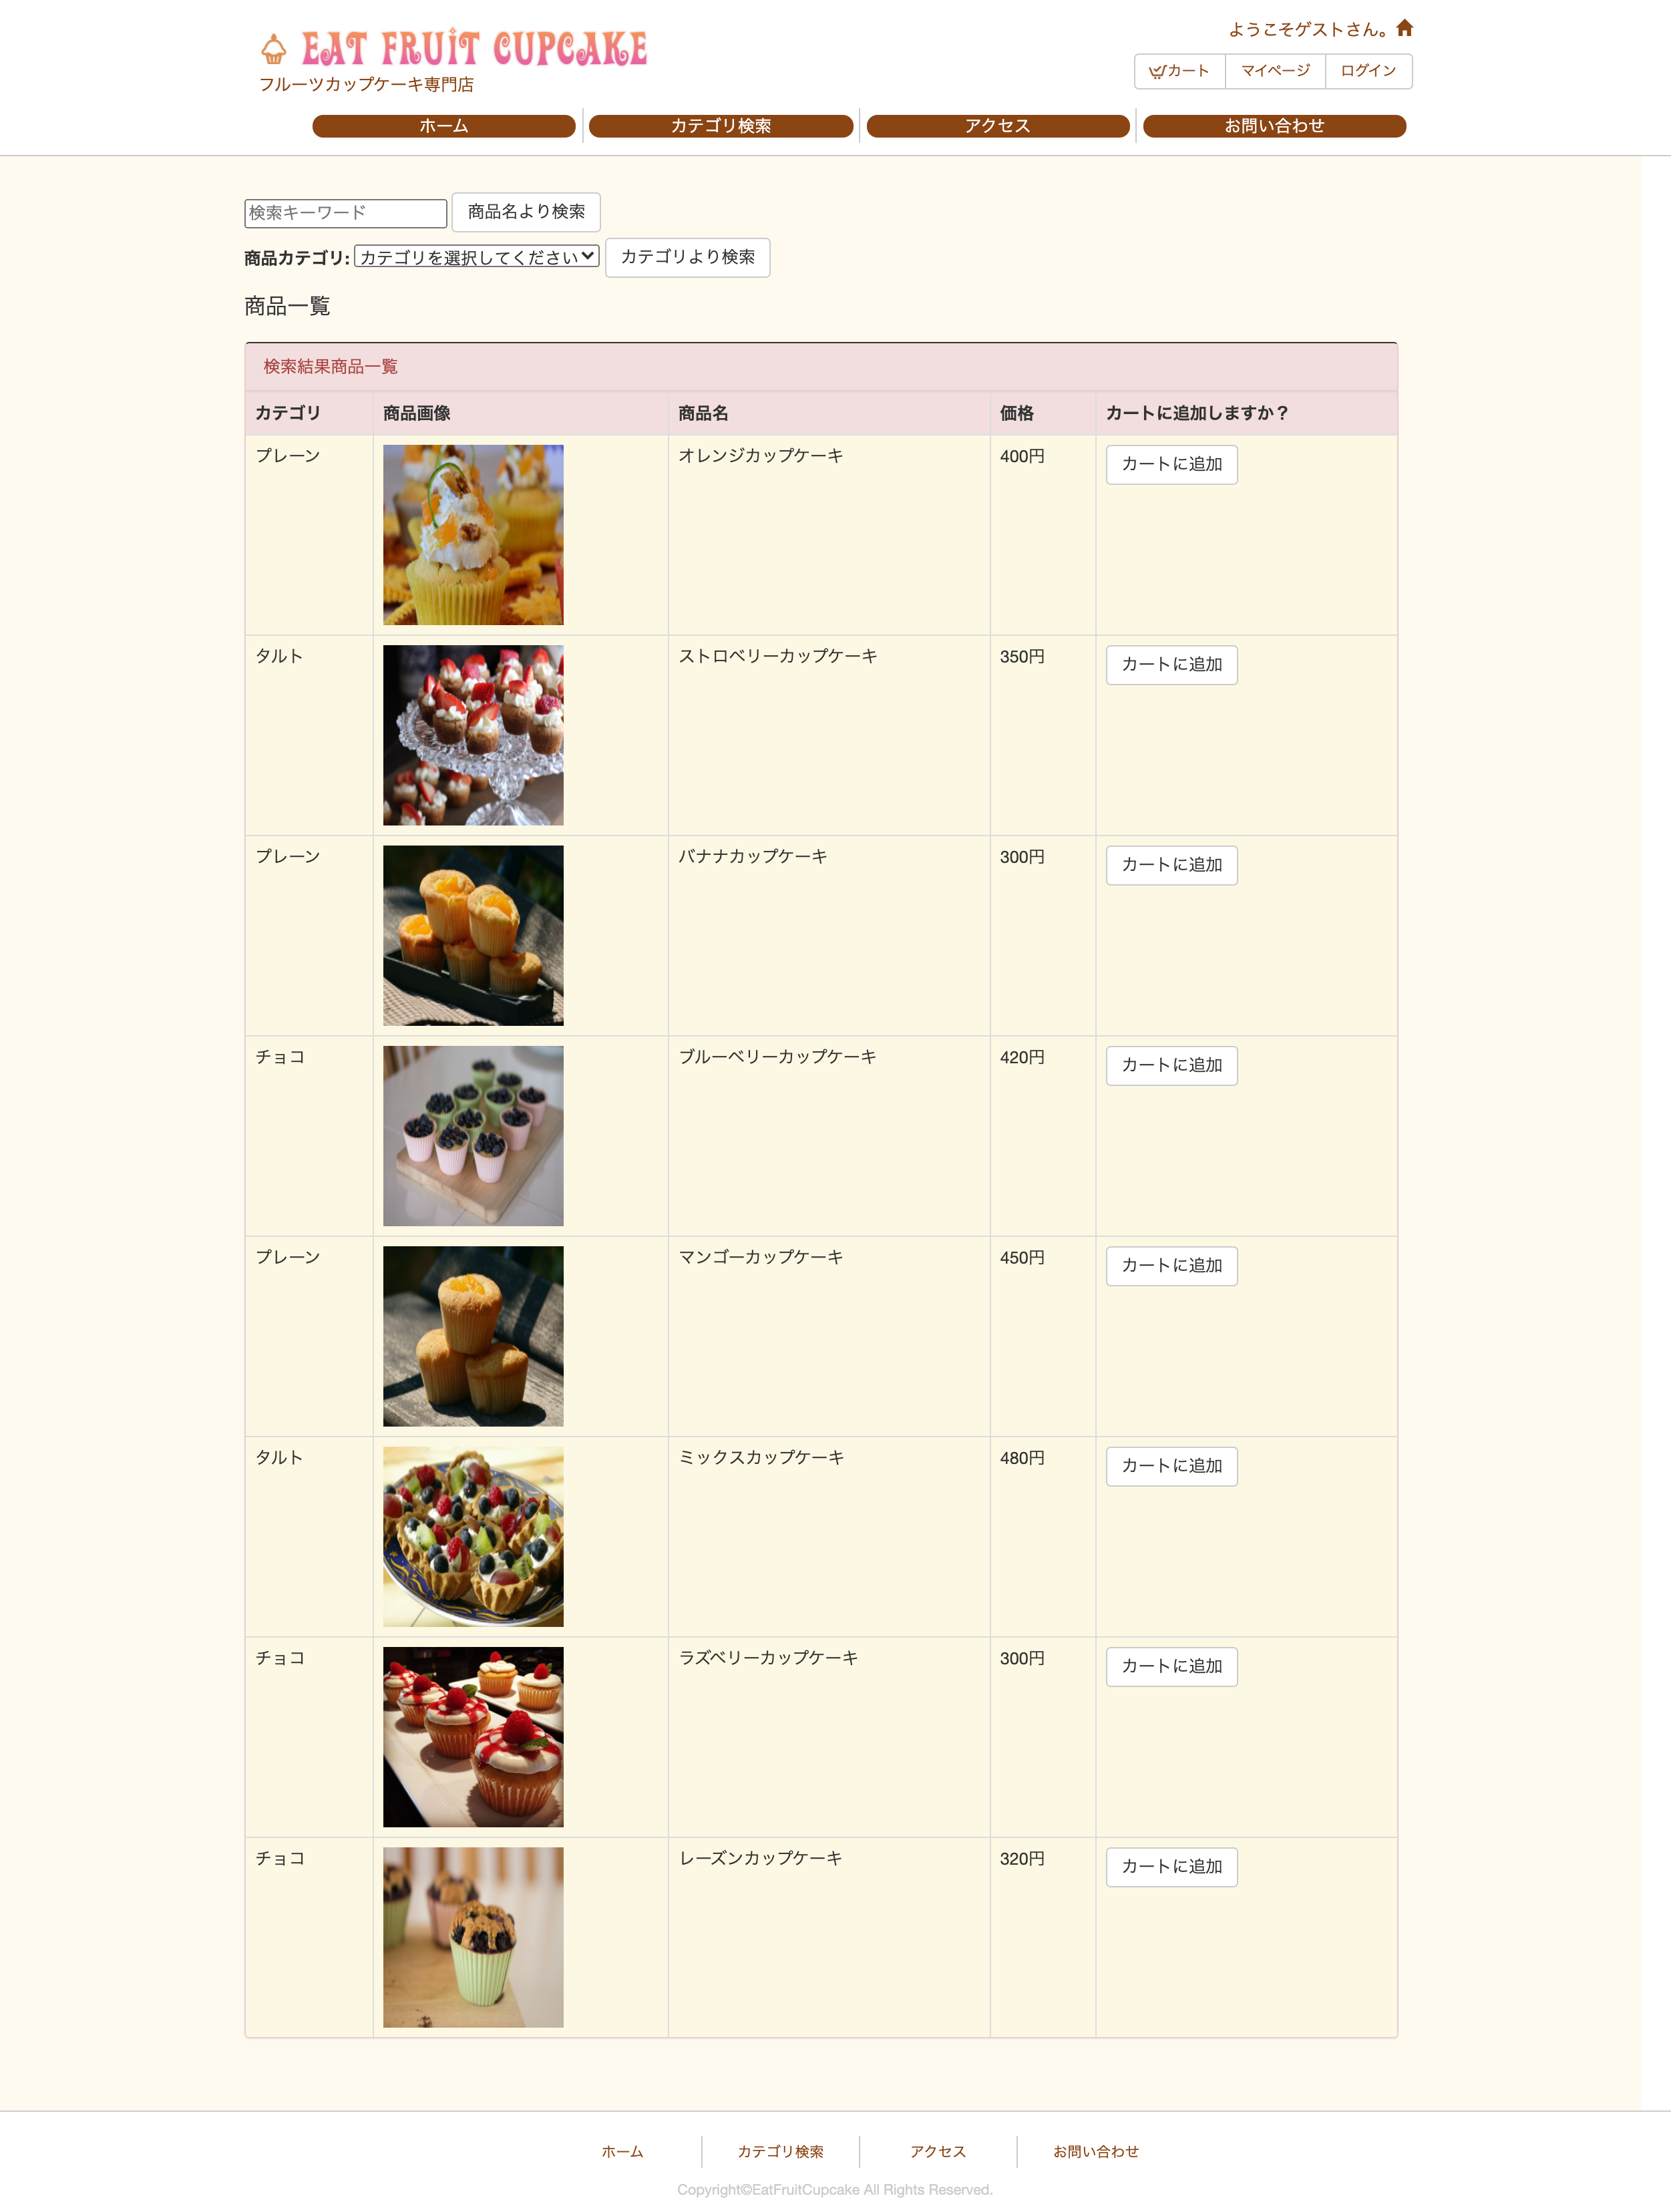 EAT FRUIT CUPCAKE
フルーツカップケーキ専門店
ようこそゲストさん。
カート マイページ ログイン
ホーム カテゴリ検索 アクセス お問い合わせ
検索キーワード 商品名より検索
商品カテゴリ: カテゴリを選択してください カテゴリより検索
商品一覧
検索結果商品一覧
カテゴリ 商品画像 商品名 価格 カートに追加しますか？
プレーン オレンジカップケーキ 400円 カートに追加
タルト ストロベリーカップケーキ 350円 カートに追加
プレーン バナナカップケーキ 300円 カートに追加
チョコ ブルーベリーカップケーキ 420円 カートに追加
プレーン マンゴーカップケーキ 450円 カートに追加
タルト ミックスカップケーキ 480円 カートに追加
チョコ ラズベリーカップケーキ 300円 カートに追加
チョコ レーズンカップケーキ 320円 カートに追加
ホーム カテゴリ検索 アクセス お問い合わせ
Copyright©EatFruitCupcake All Rights Reserved.